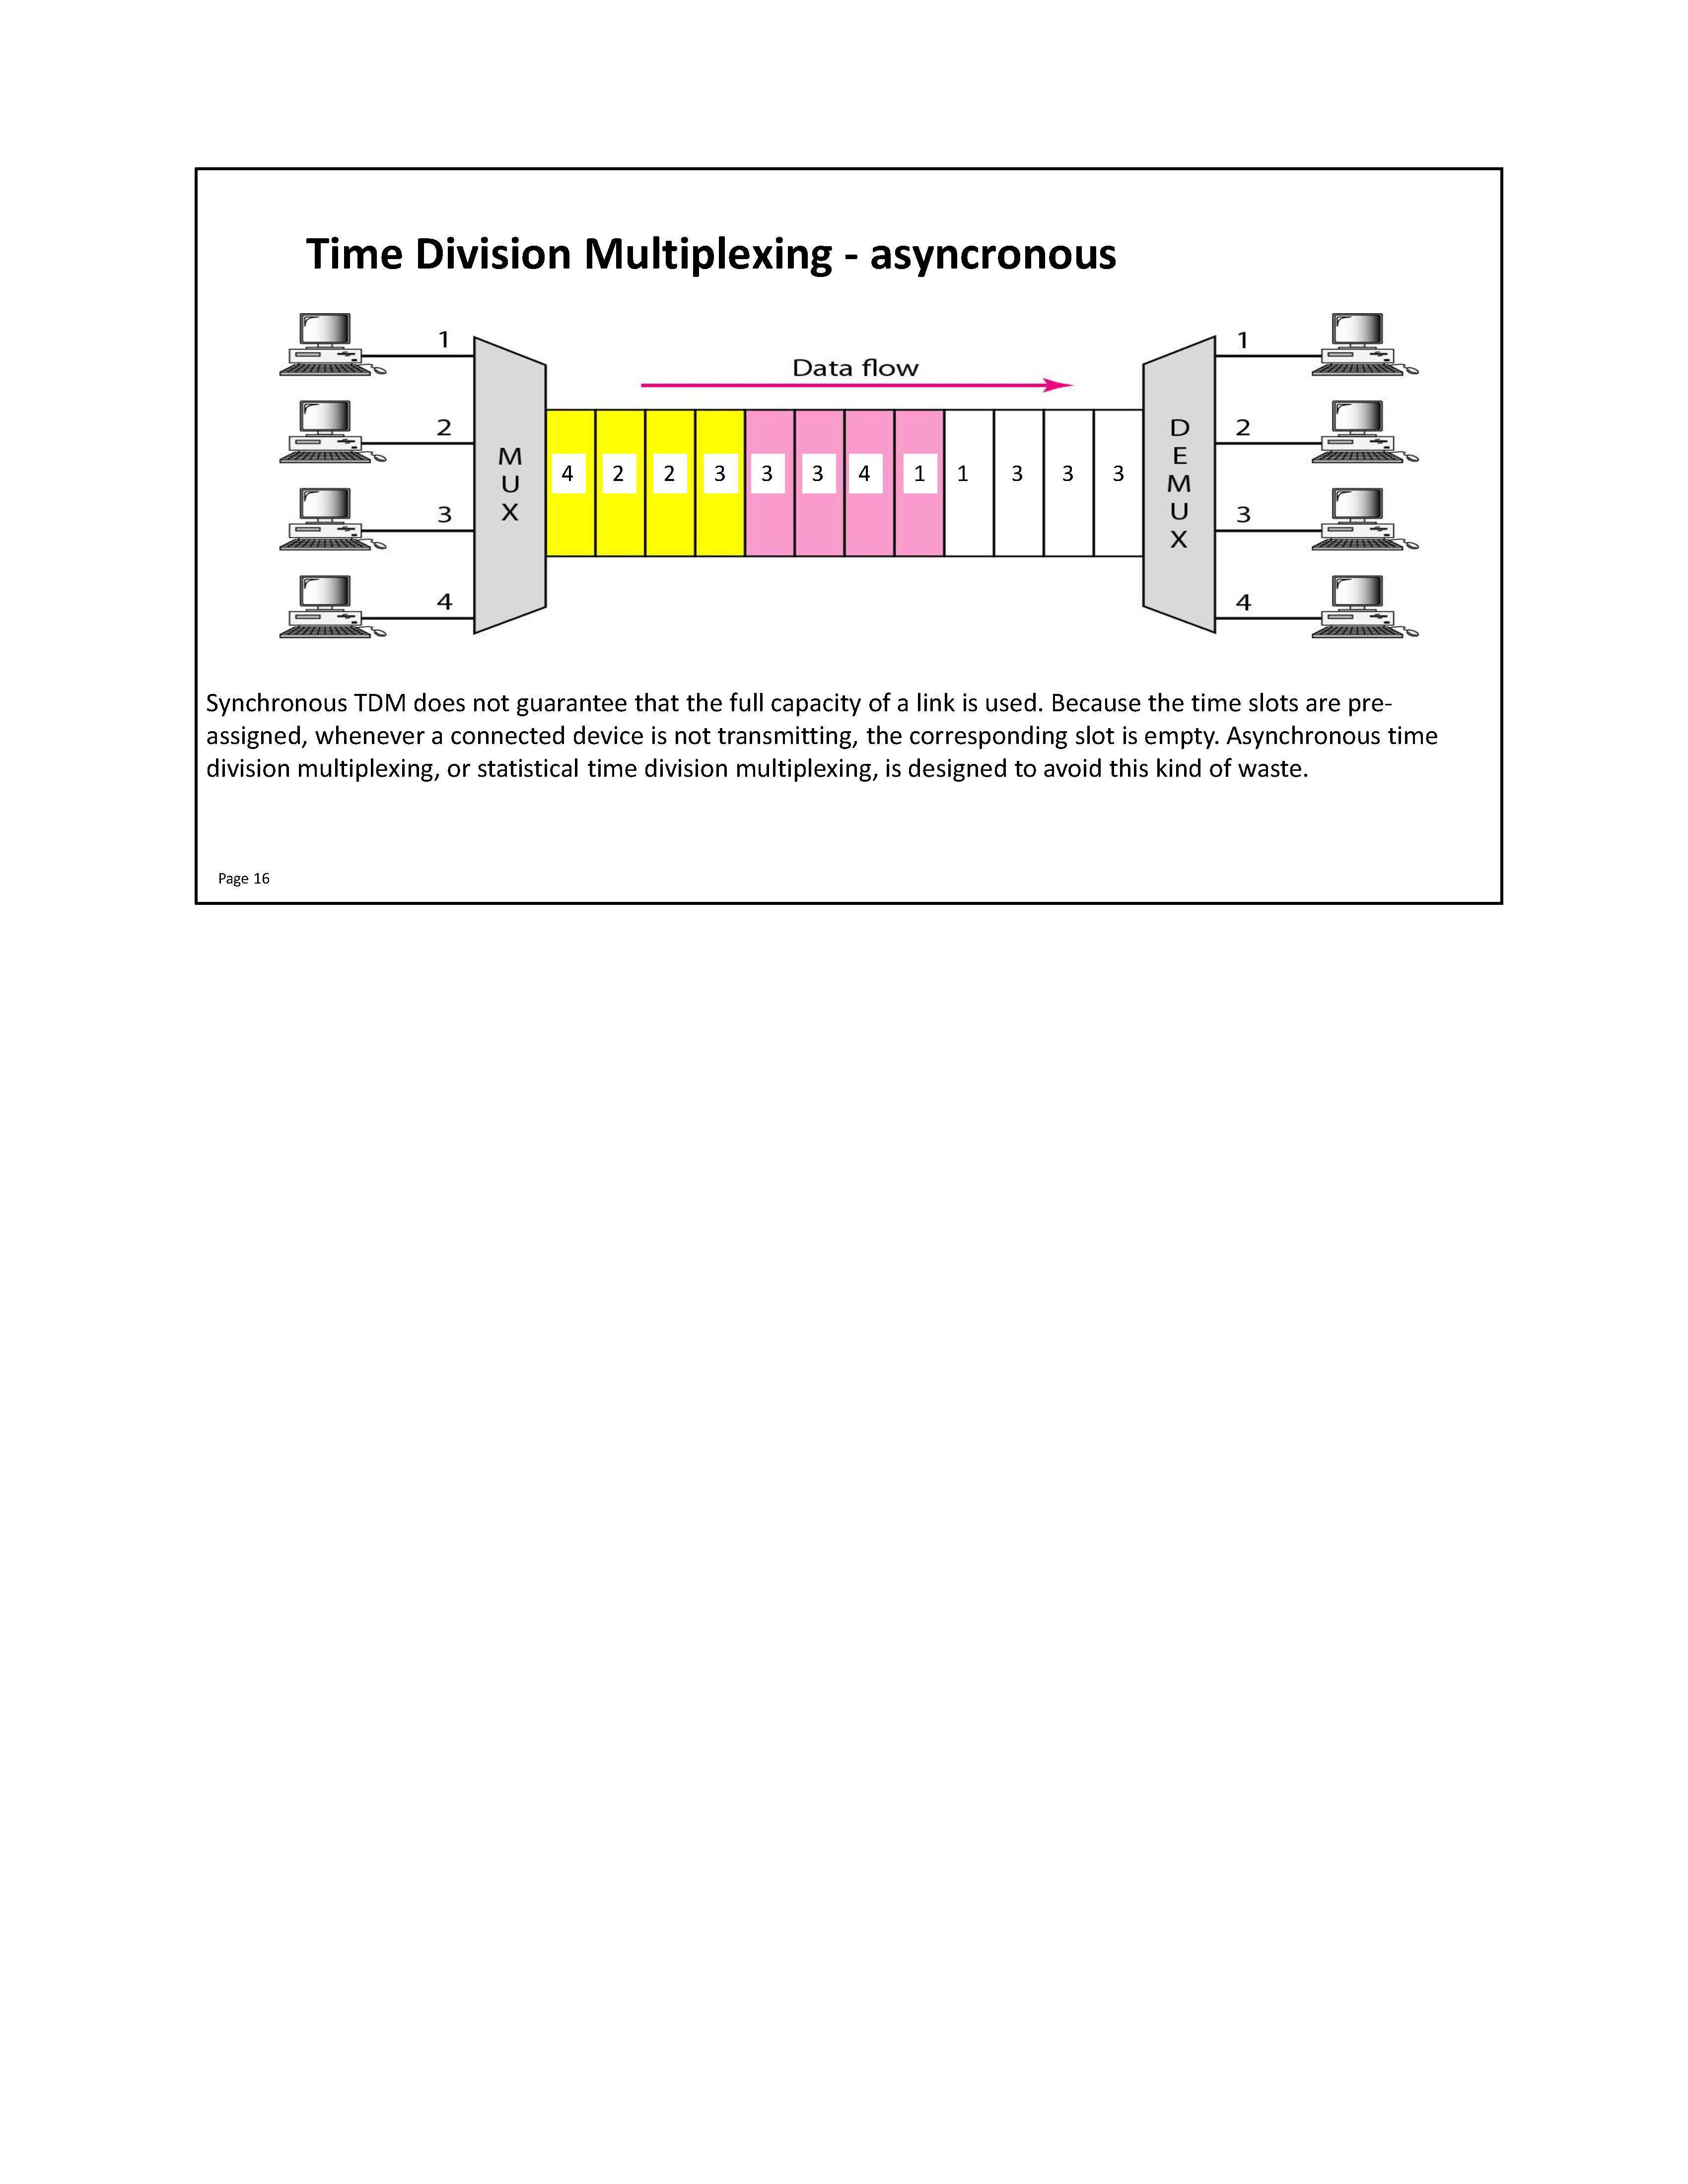 Time Division Multiplexing - asyncronous
1
1
Data flow
2
2
MUX
4 2 2 3 3 3 4 1 1 3 3 3
DEMUX
3
3
4
4
Synchronous TDM does not guarantee that the full capacity of a link is used. Because the time slots are pre-
assigned, whenever a connected device is not transmitting, the corresponding slot is empty. Asynchronous time
division multiplexing, or statistical time division multiplexing, is designed to avoid this kind of waste.
Page 16